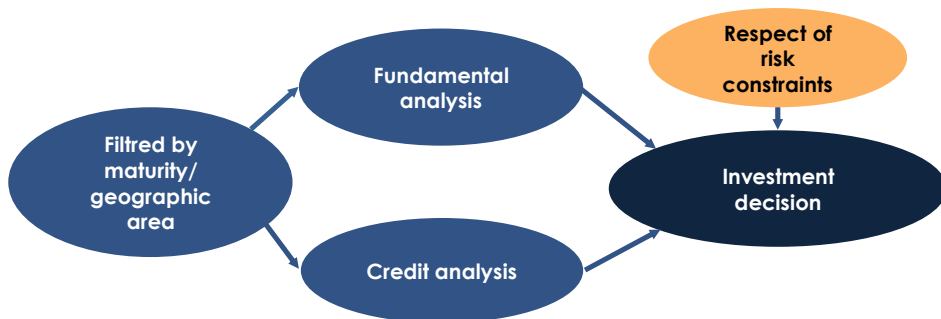 Filtred by
maturity/
geographic
area
Fundamental
analysis
Credit analysis
Respect of
risk
constraints
Investment
decision